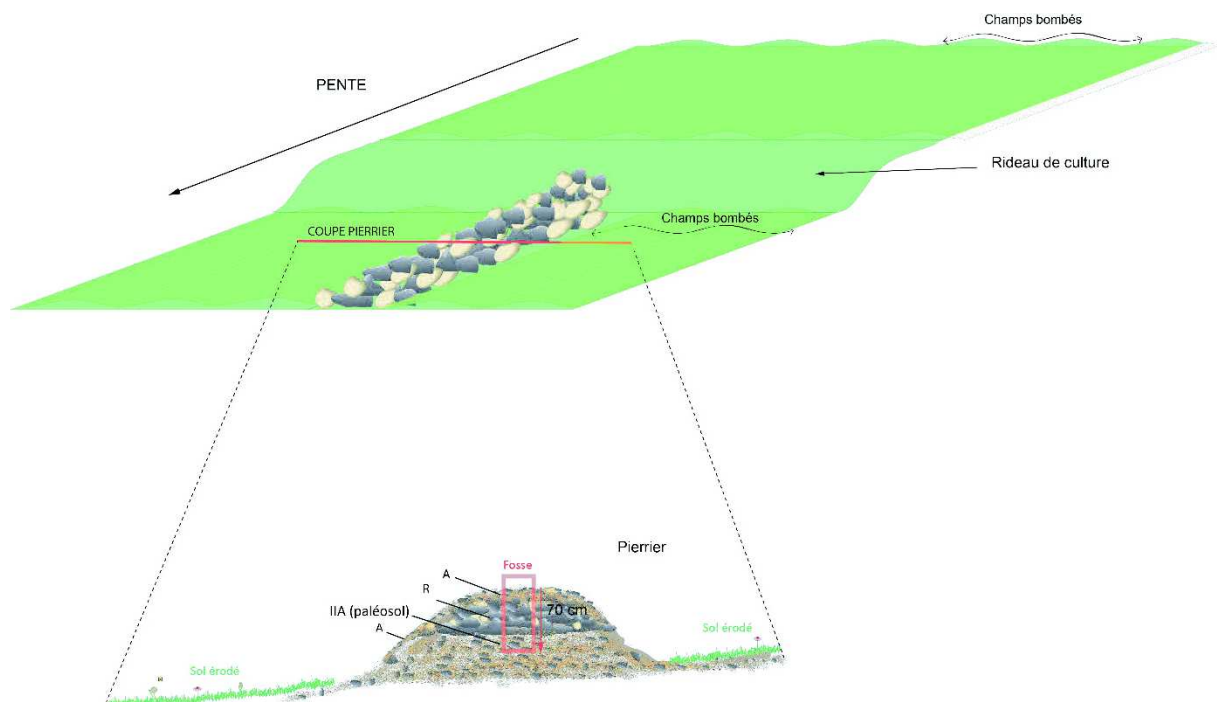 Champs bombés
PENTE
Rideau de culture
Champs bombés
COUPE PIERRIER
Pierrier
Fosse
A
R
70 cm
IIA (paléosol)
A
Sol érodé
Sol érodé